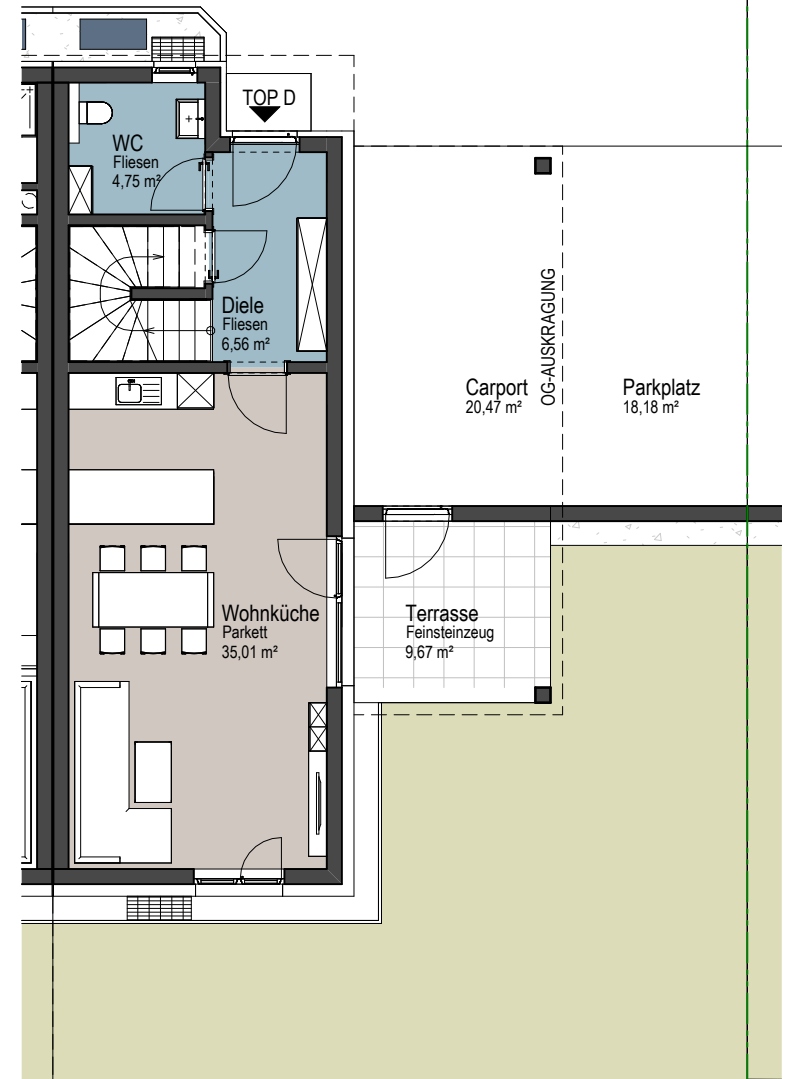 TOP D
WC
Fliesen
4,75 m²
Diele
Fliesen
6,56 m²
OG-AUSKRAGUNG
Carport
20,47 m²
Parkplatz
18,18 m²
Wohnküche
Parkett
35,01 m²
Terrasse
Feinsteinzeug
9,67 m²